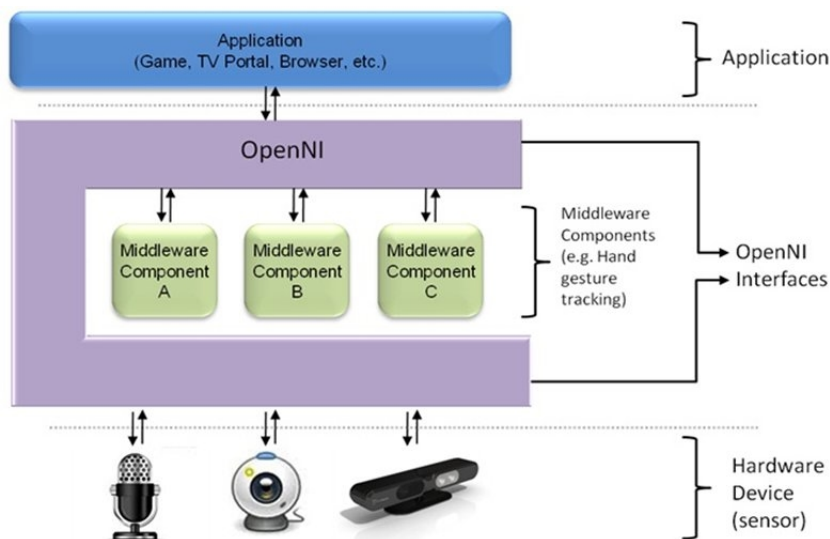 Application
(Game, TV Portal, Browser, etc.)
Application
OpenNI
Middleware
Component
A
Middleware
Component
B
Middleware
Component
C
Middleware
Components
(e.g. Hand
gesture
tracking)
OpenNI
Interfaces
Hardware
Device
(sensor)